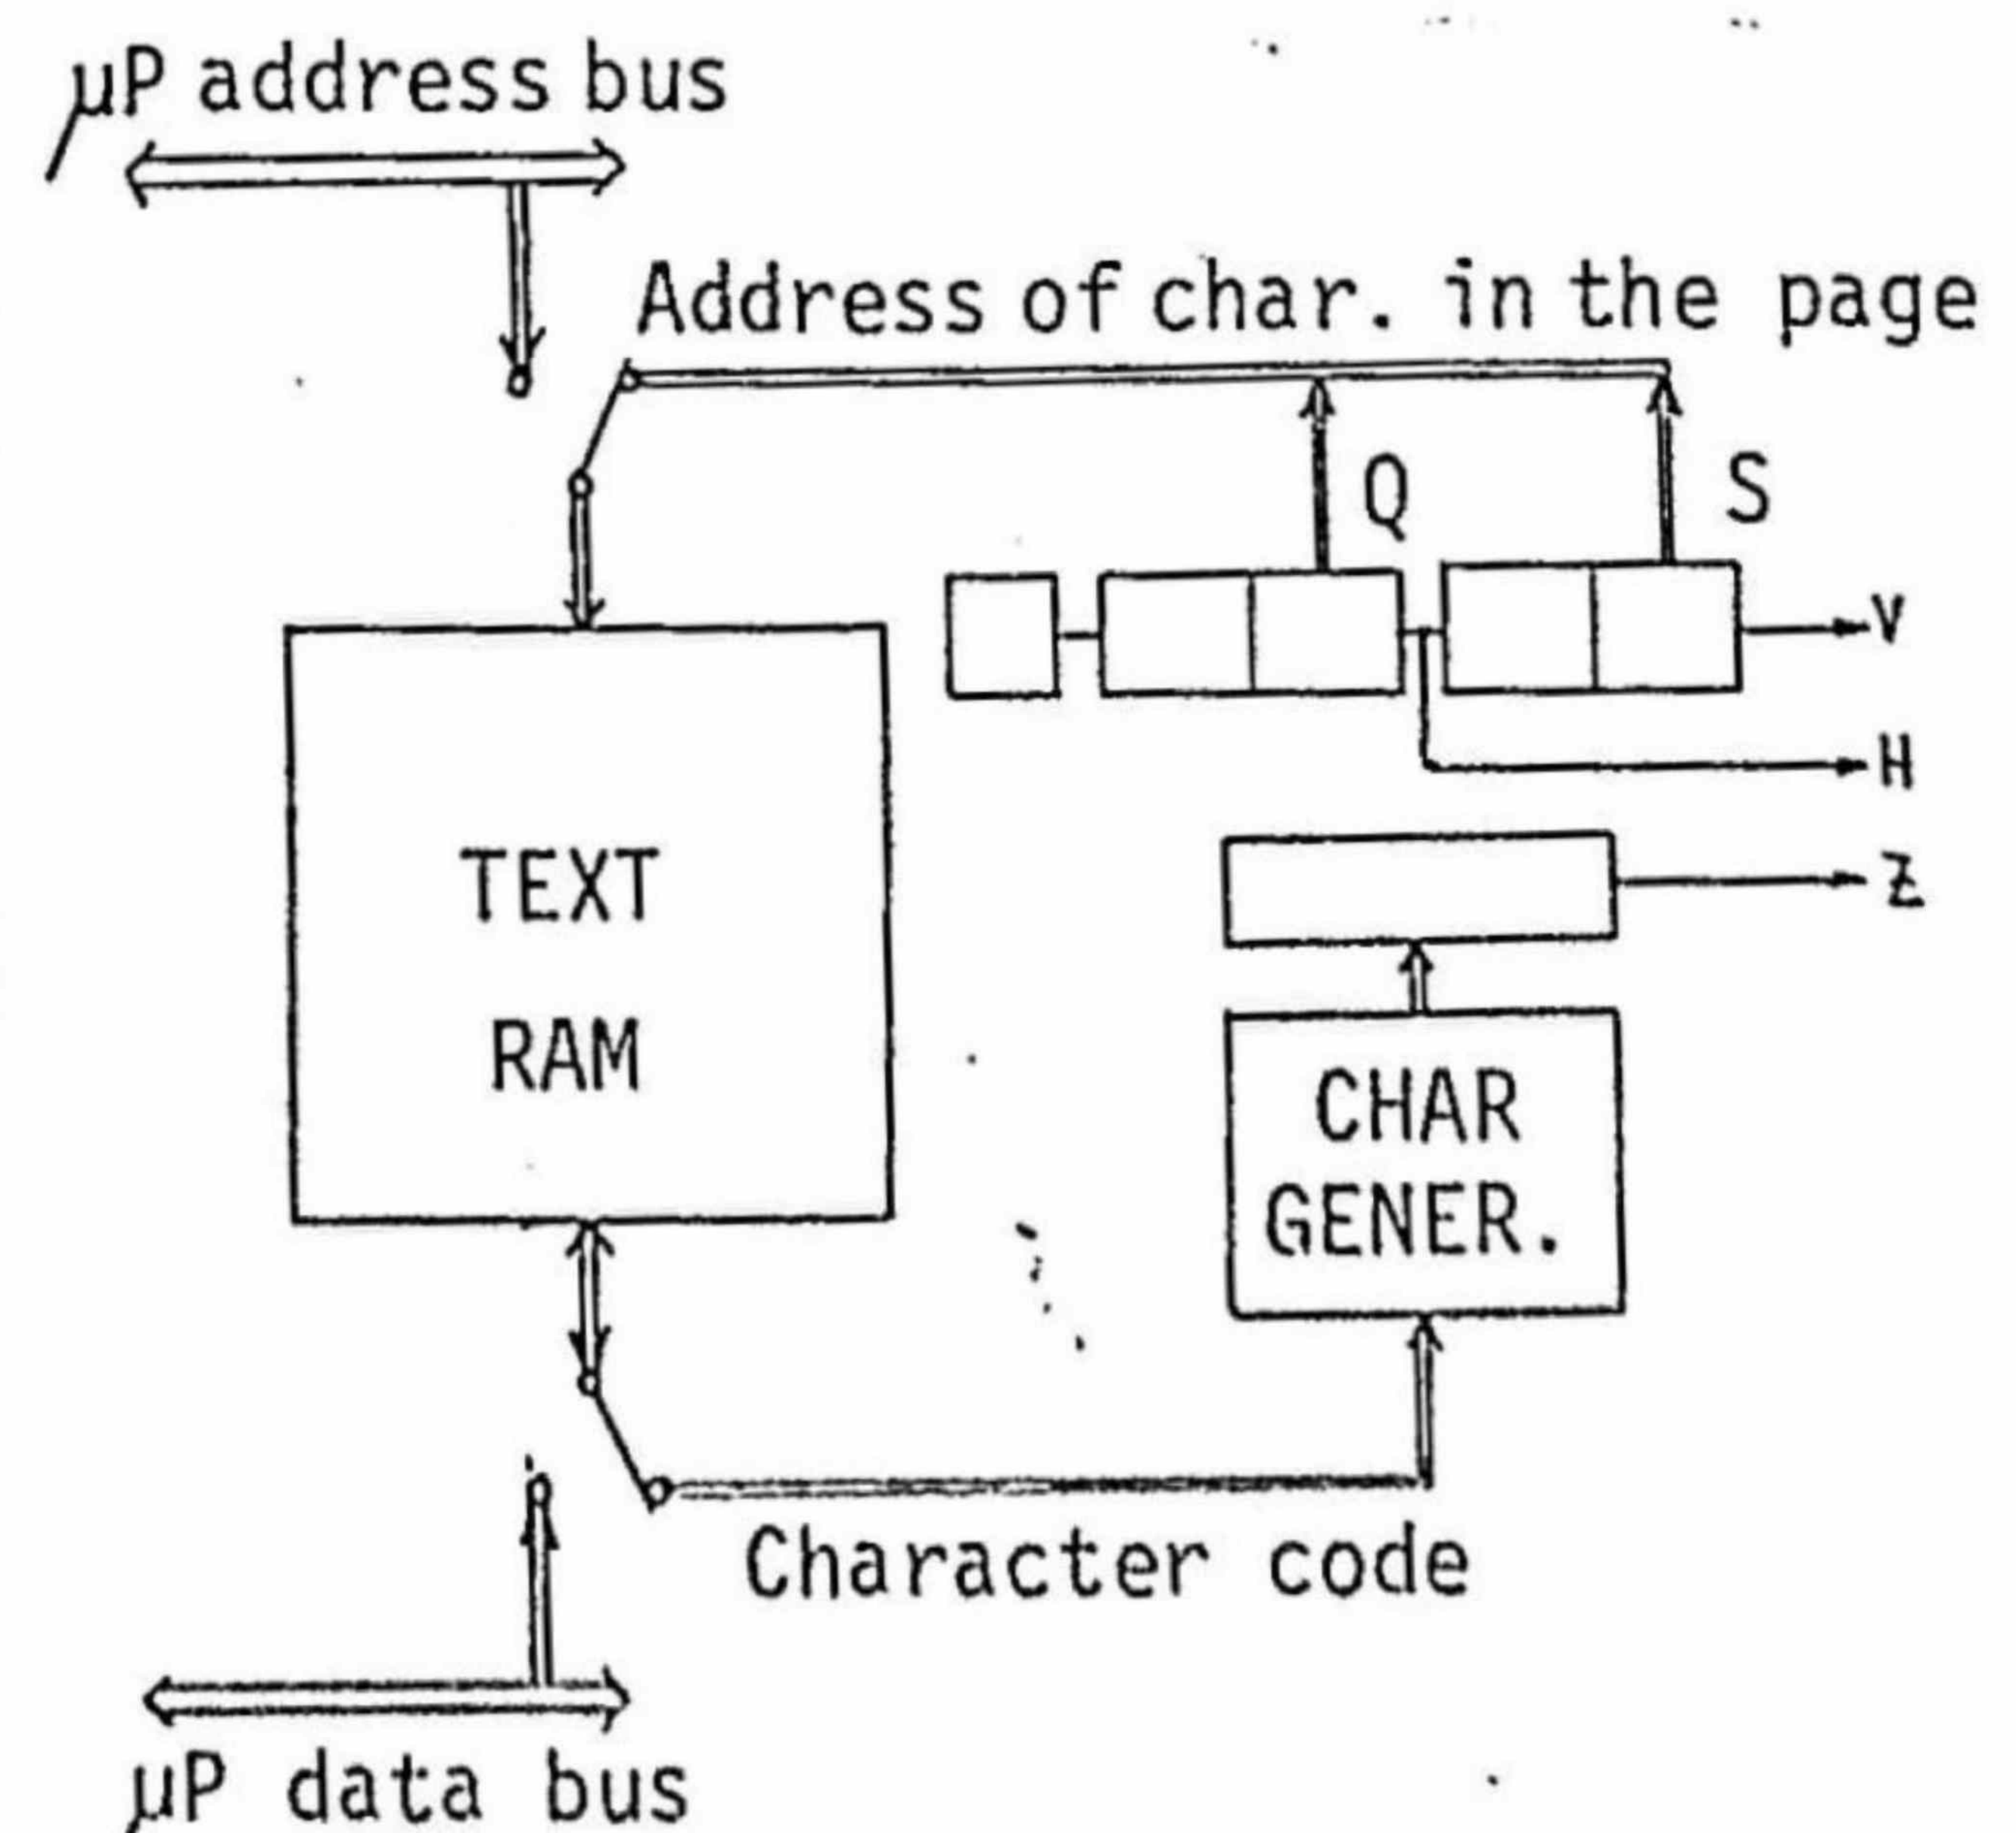 µP address bus
Address of char. in the page
Q
S
V
H
TEXT
RAM
Z
CHAR
GENER.
Character code
µP data bus